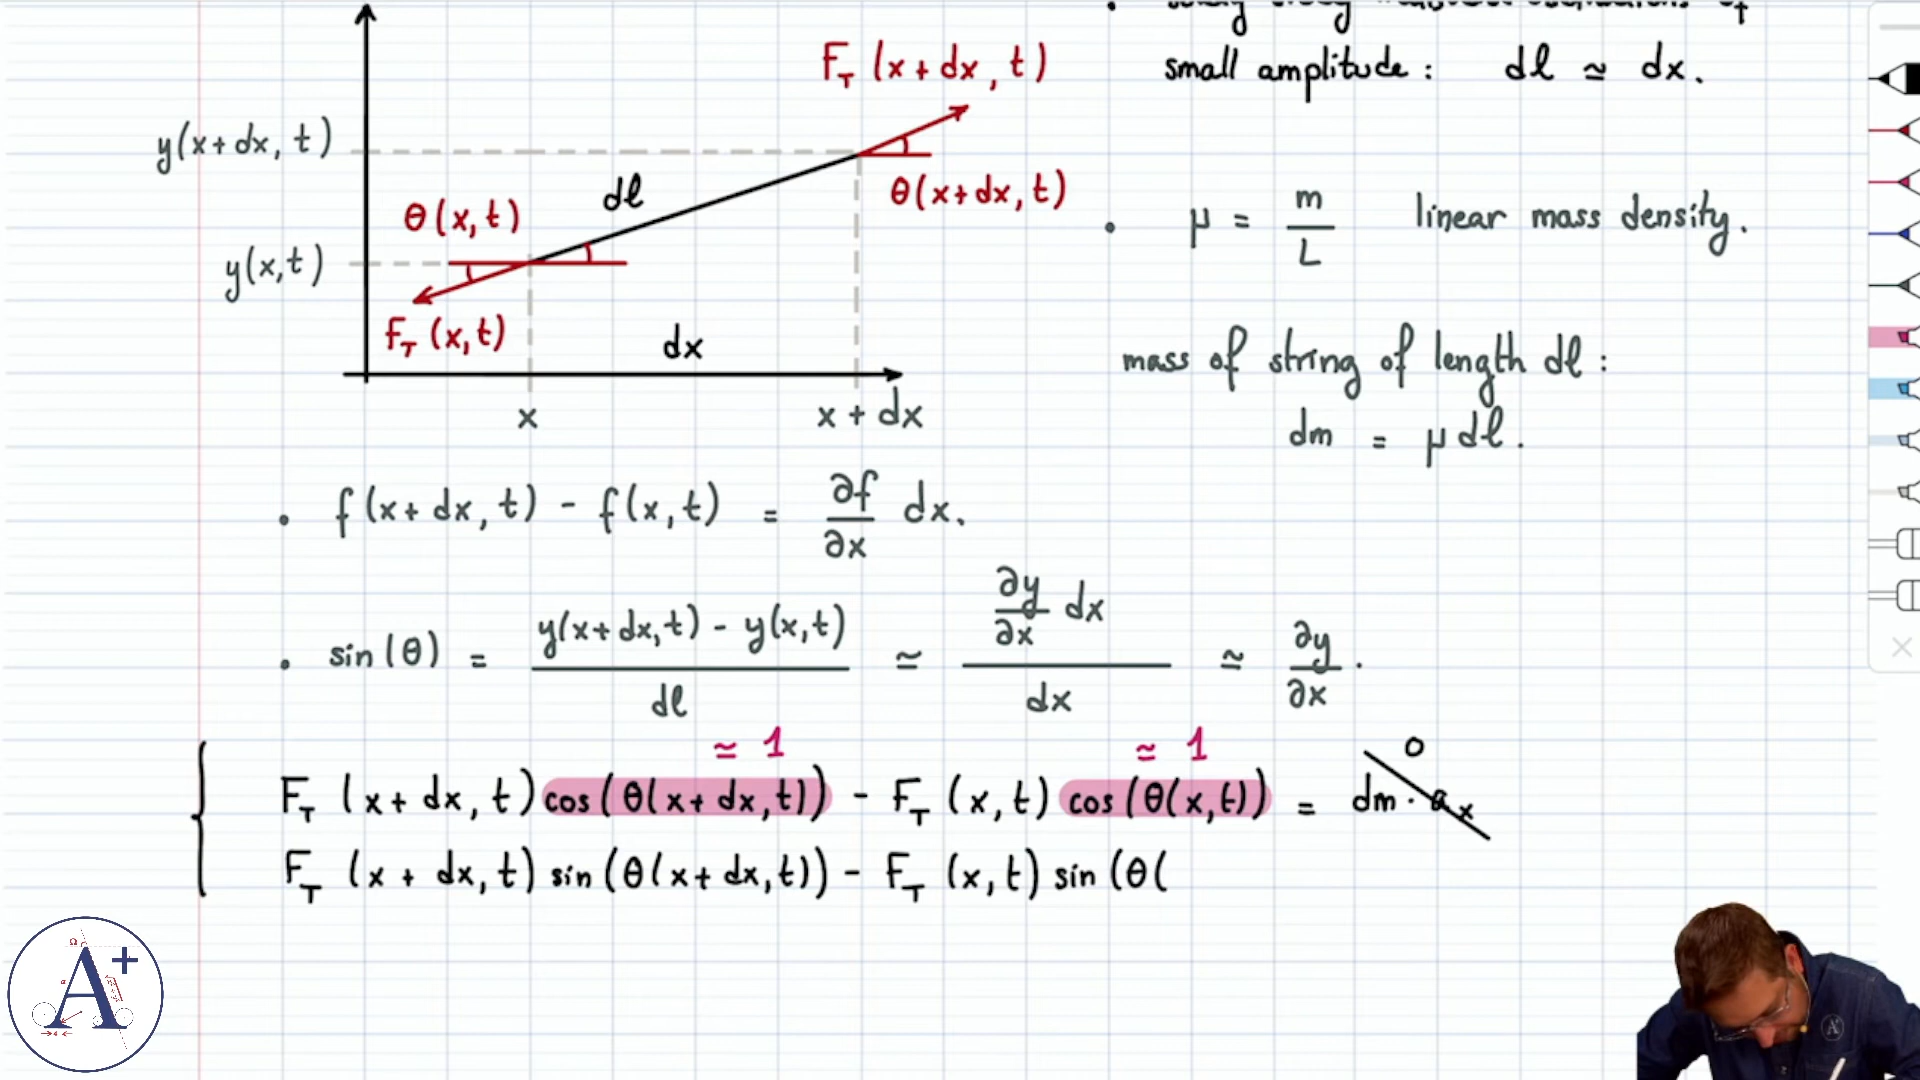 small amplitude : dl ≃ dx.
F_T (x+dx, t)
y(x+dx, t)
dl
θ(x+dx, t)
θ(x,t)
y(x,t)
F_T (x,t)
dx
x
x + dx
• μ = m/L linear mass density.
mass of string of length dl :
dm = μ dl.
• f(x+dx, t) - f(x,t) = ∂f/∂x dx.
• sin(θ) = (y(x+dx,t) - y(x,t))/dl ≃ (∂y/∂x dx)/dx ≃ ∂y/∂x.
≃ 1 ≃ 1 0
F_T (x+dx, t) cos(θ(x+dx,t)) - F_T (x,t) cos(θ(x,t)) = dm · a_x
F_T (x + dx, t) sin(θ(x+dx,t)) - F_T (x,t) sin(θ(
A+